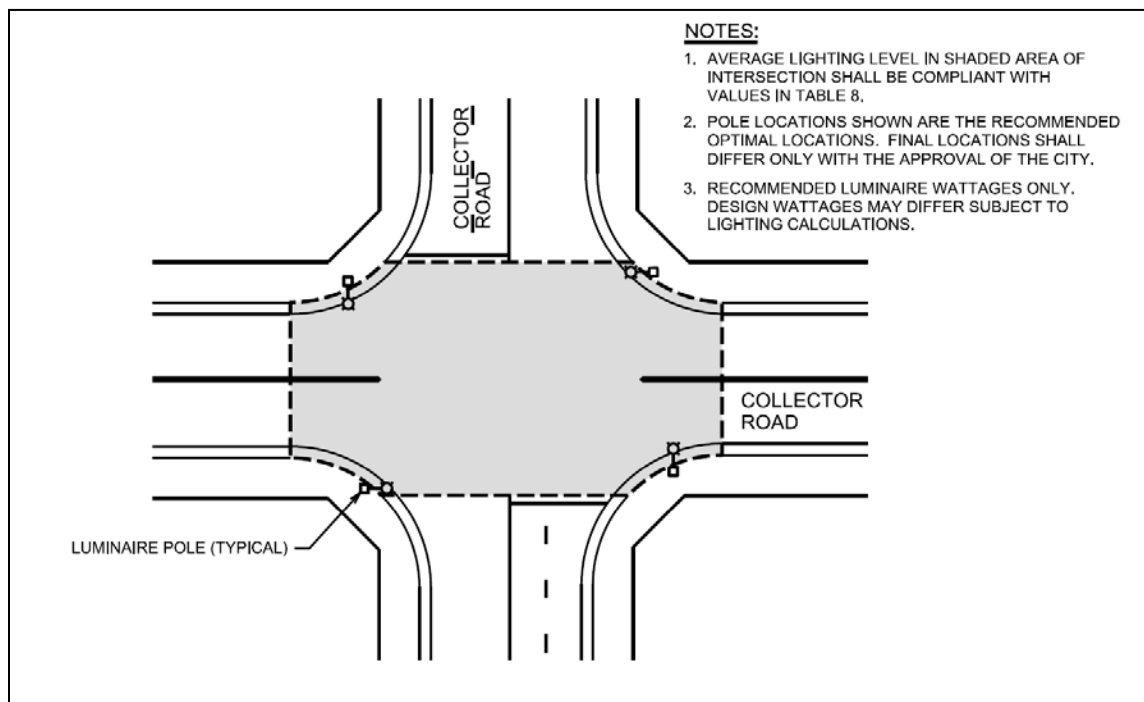 NOTES:
1. AVERAGE LIGHTING LEVEL IN SHADED AREA OF
INTERSECTION SHALL BE COMPLIANT WITH
VALUES IN TABLE 8.
2. POLE LOCATIONS SHOWN ARE THE RECOMMENDED
OPTIMAL LOCATIONS. FINAL LOCATIONS SHALL
DIFFER ONLY WITH THE APPROVAL OF THE CITY.
3. RECOMMENDED LUMINAIRE WATTAGES ONLY.
DESIGN WATTAGES MAY DIFFER SUBJECT TO
LIGHTING CALCULATIONS.
COLLECTOR
ROAD
COLLECTOR
ROAD
LUMINAIRE POLE (TYPICAL)